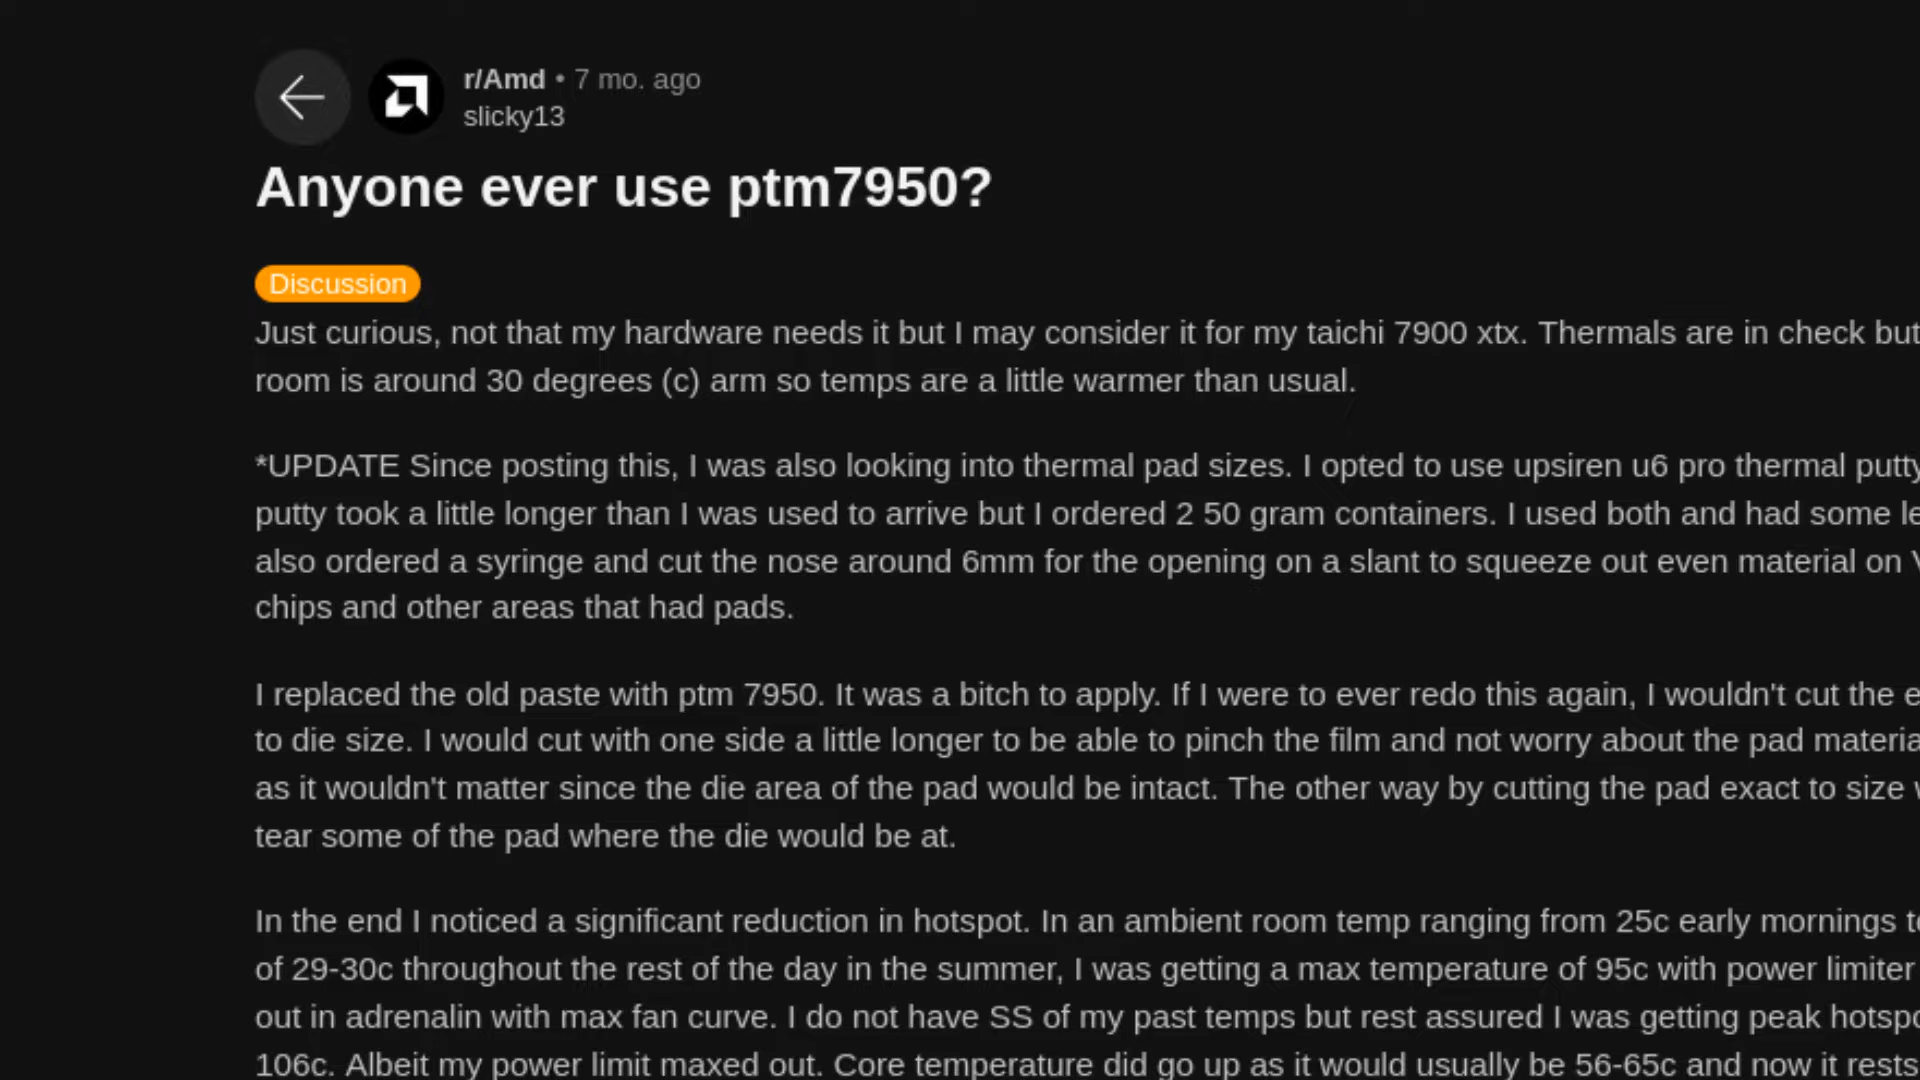 r/Amd • 7 mo. ago
slicky13
Anyone ever use ptm7950?
Discussion
Just curious, not that my hardware needs it but I may consider it for my taichi 7900 xtx. Thermals are in check but
room is around 30 degrees (c) arm so temps are a little warmer than usual.
*UPDATE Since posting this, I was also looking into thermal pad sizes. I opted to use upsiren u6 pro thermal putty
putty took a little longer than I was used to arrive but I ordered 2 50 gram containers. I used both and had some le
also ordered a syringe and cut the nose around 6mm for the opening on a slant to squeeze out even material on
chips and other areas that had pads.
I replaced the old paste with ptm 7950. It was a bitch to apply. If I were to ever redo this again, I wouldn't cut the e
to die size. I would cut with one side a little longer to be able to pinch the film and not worry about the pad materia
as it wouldn't matter since the die area of the pad would be intact. The other way by cutting the pad exact to size
tear some of the pad where the die would be at.
In the end I noticed a significant reduction in hotspot. In an ambient room temp ranging from 25c early mornings to
of 29-30c throughout the rest of the day in the summer, I was getting a max temperature of 95c with power limiter
out in adrenalin with max fan curve. I do not have SS of my past temps but rest assured I was getting peak hotspo
106c. Albeit my power limit maxed out. Core temperature did go up as it would usually be 56-65c and now it rests